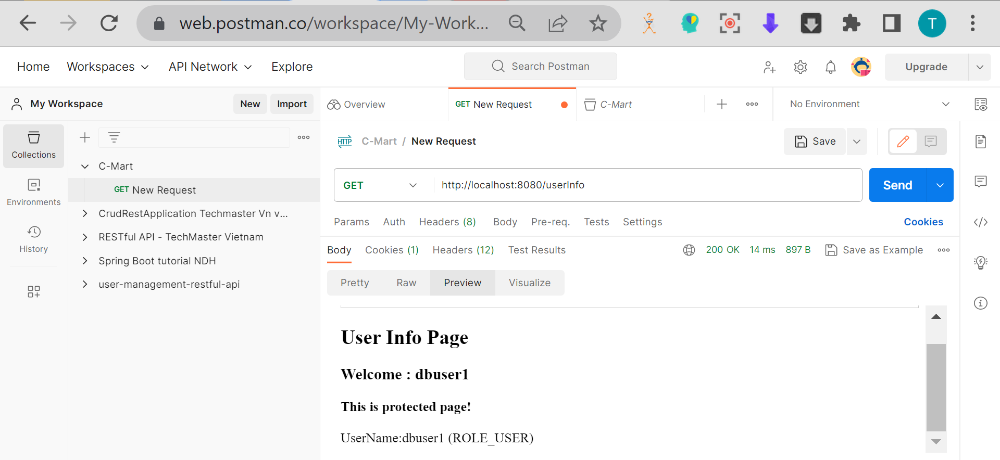 web.postman.co/workspace/My-Work...
T
Home Workspaces API Network Explore
Search Postman
Upgrade
My Workspace
New Import
Overview
GET New Request
C-Mart
No Environment
Collections
Environments
History
C-Mart
GET New Request
CrudRestApplication Techmaster Vn v...
RESTful API - TechMaster Vietnam
Spring Boot tutorial NDH
user-management-restful-api
HTTP C-Mart / New Request
Save
GET http://localhost:8080/userInfo
Send
Params Auth Headers (8) Body Pre-req. Tests Settings
Cookies
Body Cookies (1) Headers (12) Test Results
200 OK 14 ms 897 B Save as Example
Pretty Raw Preview Visualize
User Info Page
Welcome : dbuser1
This is protected page!
UserName:dbuser1 (ROLE_USER)